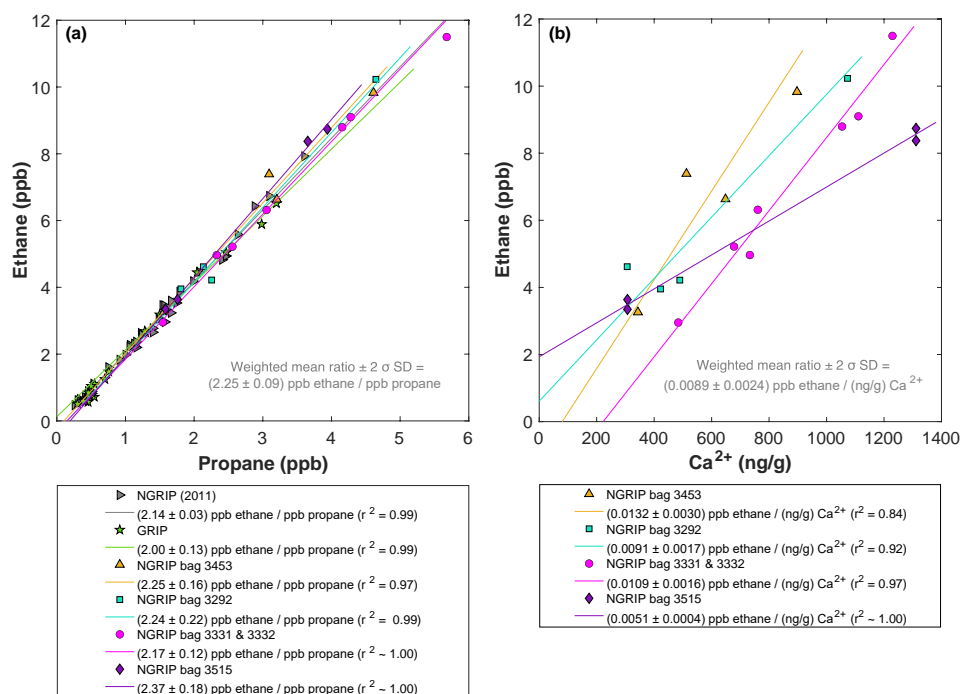 (a)
12
10
8
6
4
2
0
Ethane (ppb)
0 1 2 3 4 5 6
Propane (ppb)
Weighted mean ratio ± 2 σ SD =
(2.25 ± 0.09) ppb ethane / ppb propane
(b)
12
10
8
6
4
2
0
Ethane (ppb)
0 200 400 600 800 1000 1200 1400
Ca2+ (ng/g)
Weighted mean ratio ± 2 σ SD =
(0.0089 ± 0.0024) ppb ethane / (ng/g) Ca 2+
NGRIP (2011)
(2.14 ± 0.03) ppb ethane / ppb propane (r 2 = 0.99)
GRIP
(2.00 ± 0.13) ppb ethane / ppb propane (r 2 = 0.99)
NGRIP bag 3453
(2.25 ± 0.16) ppb ethane / ppb propane (r 2 = 0.97)
NGRIP bag 3292
(2.24 ± 0.22) ppb ethane / ppb propane (r 2 = 0.99)
NGRIP bag 3331 & 3332
(2.17 ± 0.12) ppb ethane / ppb propane (r 2 ~ 1.00)
NGRIP bag 3515
(2.37 ± 0.18) ppb ethane / ppb propane (r 2 ~ 1.00)
NGRIP bag 3453
(0.0132 ± 0.0030) ppb ethane / (ng/g) Ca2+ (r2 = 0.84)
NGRIP bag 3292
(0.0091 ± 0.0017) ppb ethane / (ng/g) Ca2+ (r2 = 0.92)
NGRIP bag 3331 & 3332
(0.0109 ± 0.0016) ppb ethane / (ng/g) Ca2+ (r2 = 0.97)
NGRIP bag 3515
(0.0051 ± 0.0004) ppb ethane / (ng/g) Ca2+ (r2 ~ 1.00)